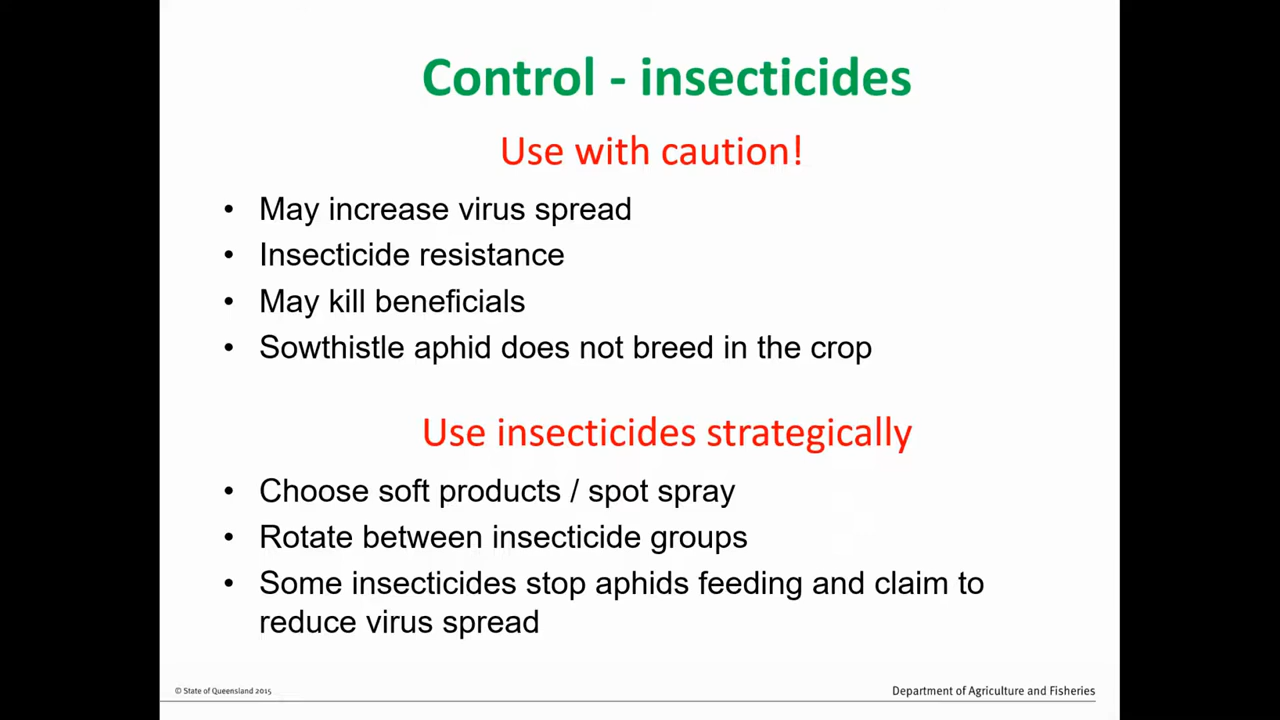 Control - insecticides
Use with caution!
• May increase virus spread
• Insecticide resistance
• May kill beneficials
• Sowthistle aphid does not breed in the crop
Use insecticides strategically
• Choose soft products / spot spray
• Rotate between insecticide groups
• Some insecticides stop aphids feeding and claim to
reduce virus spread
© State of Queensland 2015
Department of Agriculture and Fisheries